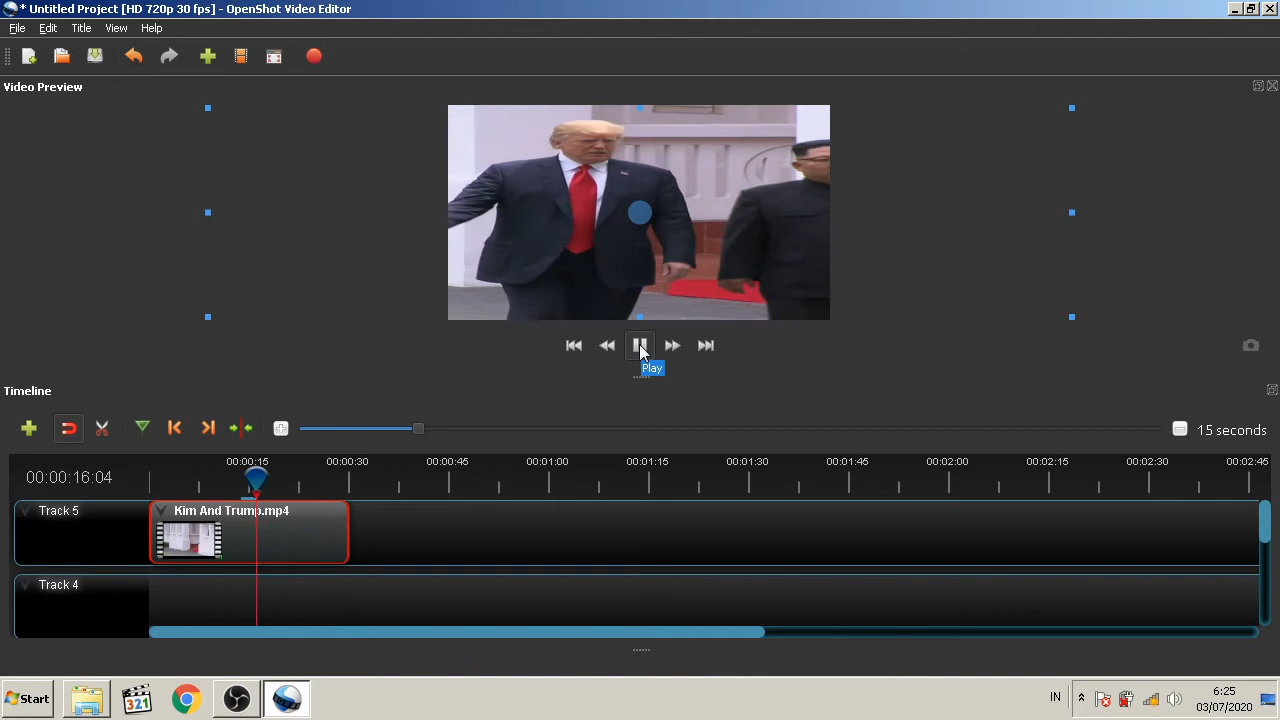 * Untitled Project [HD 720p 30 fps] - OpenShot Video Editor
File Edit Title View Help
Video Preview
Play
Timeline
15 seconds
00:00:16:04
00:00:15 00:00:30 00:00:45 00:01:00 00:01:15 00:01:30 00:01:45 00:02:00 00:02:15 00:02:30 00:02:45
Track 5
Kim And Trump.mp4
Track 4
Start
321
IN
6:25
03/07/2020